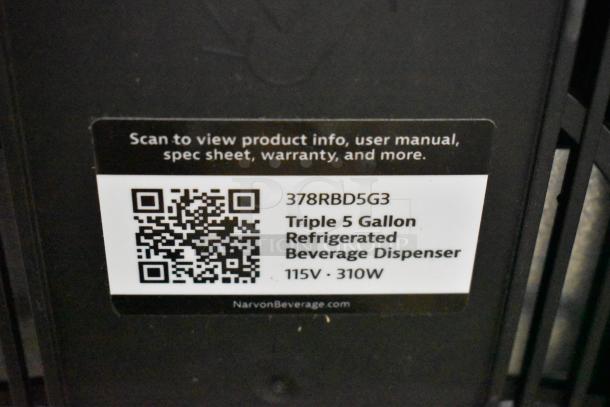 Scan to view product info, user manual,
spec sheet, warranty, and more.
378RBD5G3
Triple 5 Gallon
Refrigerated
Beverage Dispenser
115V · 310W
NarvonBeverage.com